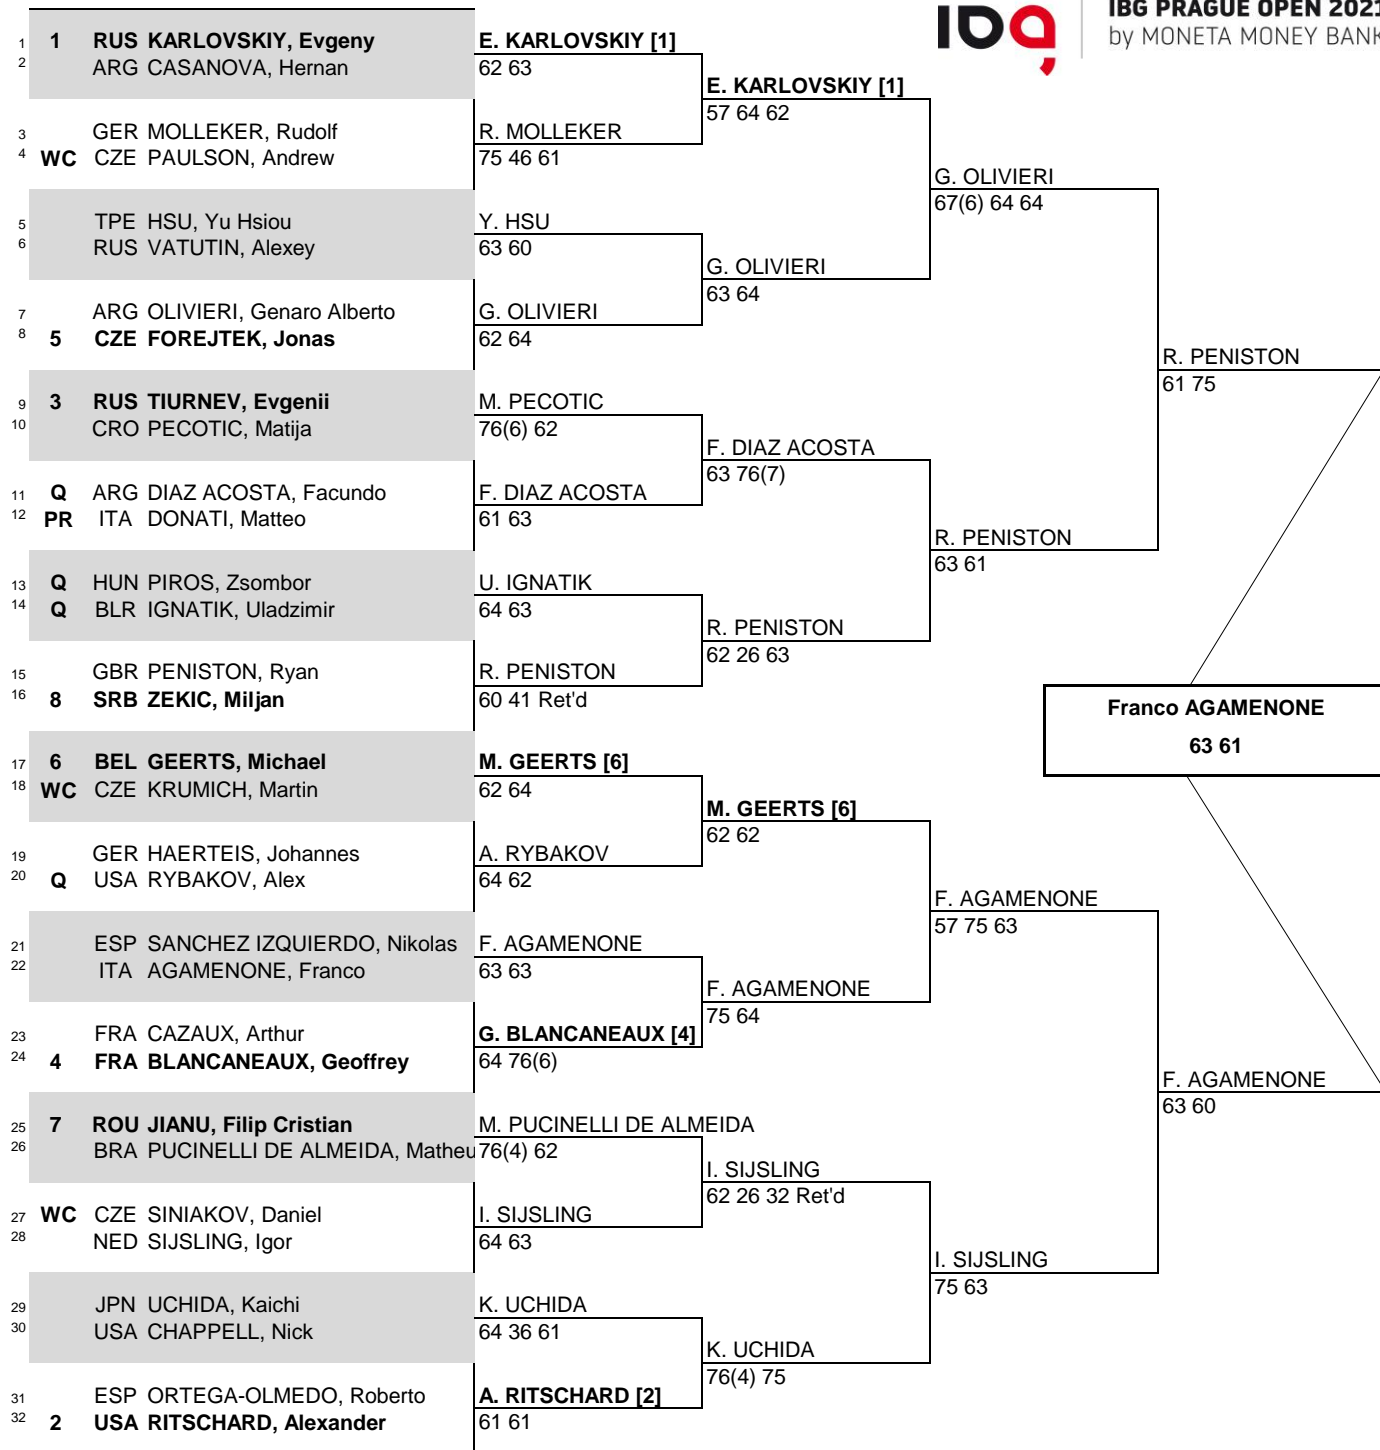 ibg
IBG PRAGUE OPEN 2021
by MONETA MONEY BANK
1 1 RUS KARLOVSKIY, Evgeny
2 ARG CASANOVA, Hernan
3 GER MOLLEKER, Rudolf
4 WC CZE PAULSON, Andrew
5 TPE HSU, Yu Hsiou
6 RUS VATUTIN, Alexey
7 ARG OLIVIERI, Genaro Alberto
8 5 CZE FOREJTEK, Jonas
9 3 RUS TIURNEV, Evgenii
10 CRO PECOTIC, Matija
11 Q ARG DIAZ ACOSTA, Facundo
12 PR ITA DONATI, Matteo
13 Q HUN PIROS, Zsombor
14 Q BLR IGNATIK, Uladzimir
15 GBR PENISTON, Ryan
16 8 SRB ZEKIC, Miljan
17 6 BEL GEERTS, Michael
18 WC CZE KRUMICH, Martin
19 GER HAERTEIS, Johannes
20 Q USA RYBAKOV, Alex
21 ESP SANCHEZ IZQUIERDO, Nikolas
22 ITA AGAMENONE, Franco
23 FRA CAZAUX, Arthur
24 4 FRA BLANCANEAUX, Geoffrey
25 7 ROU JIANU, Filip Cristian
26 BRA PUCINELLI DE ALMEIDA, Matheu
27 WC CZE SINIAKOV, Daniel
28 NED SIJSLING, Igor
29 JPN UCHIDA, Kaichi
30 USA CHAPPELL, Nick
31 ESP ORTEGA-OLMEDO, Roberto
32 2 USA RITSCHARD, Alexander
E. KARLOVSKIY [1]
62 63
R. MOLLEKER
75 46 61
Y. HSU
63 60
G. OLIVIERI
62 64
M. PECOTIC
76(6) 62
F. DIAZ ACOSTA
61 63
U. IGNATIK
64 63
R. PENISTON
60 41 Ret'd
M. GEERTS [6]
62 64
A. RYBAKOV
64 62
F. AGAMENONE
63 63
G. BLANCANEAUX [4]
64 76(6)
M. PUCINELLI DE ALMEIDA
76(4) 62
I. SIJSLING
64 63
K. UCHIDA
64 36 61
A. RITSCHARD [2]
61 61
E. KARLOVSKIY [1]
57 64 62
G. OLIVIERI
63 64
F. DIAZ ACOSTA
63 76(7)
R. PENISTON
62 26 63
M. GEERTS [6]
62 62
F. AGAMENONE
75 64
I. SIJSLING
62 26 32 Ret'd
K. UCHIDA
76(4) 75
G. OLIVIERI
67(6) 64 64
R. PENISTON
63 61
F. AGAMENONE
57 75 63
I. SIJSLING
75 63
R. PENISTON
61 75
F. AGAMENONE
63 60
Franco AGAMENONE
63 61